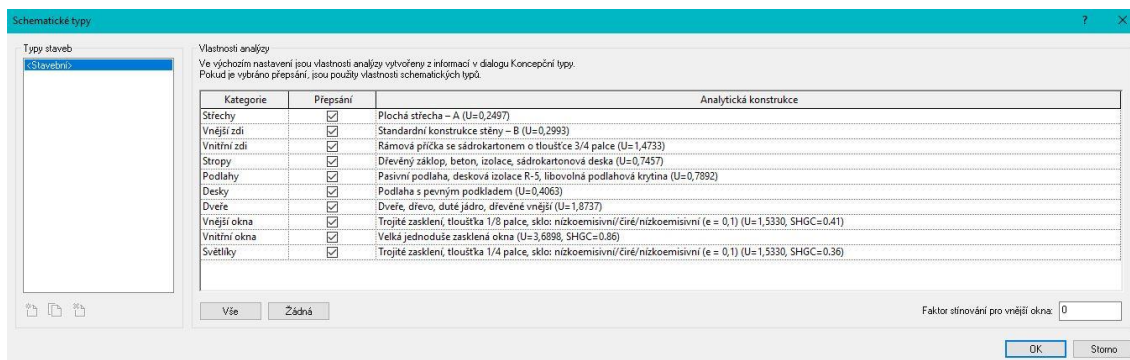 Schematické typy
?
Typy staveb
<Stavební>
Vlastnosti analýzy
Ve výchozím nastavení jsou vlastnosti analýzy vytvořeny z informací v dialogu Koncepční typy.
Pokud je vybráno přepsání, jsou použity vlastnosti schematických typů.
Kategorie Přepsání Analytická konstrukce
Střechy Plochá střecha – A (U=0,2497)
Vnější zdi Standardní konstrukce stěny – B (U=0,2993)
Vnitřní zdi Rámová příčka se sádrokartonem o tloušťce 3/4 palce (U=1,4733)
Stropy Dřevěný záklop, beton, izolace, sádrokartonová deska (U=0,7457)
Podlahy Pasivní podlaha, desková izolace R-5, libovolná podlahová krytina (U=0,7892)
Desky Podlaha s pevným podkladem (U=0,4063)
Dveře Dveře, dřevo, duté jádro, dřevěné vnější (U=1,8737)
Vnější okna Trojité zasklení, tloušťka 1/8 palce, sklo: nízkoemisivní/čiré/nízkoemisivní (e = 0,1) (U=1,5330, SHGC=0.41)
Vnitřní okna Velká jednoduše zasklená okna (U=3,6898, SHGC=0.86)
Světlíky Trojité zasklení, tloušťka 1/4 palce, sklo: nízkoemisivní/čiré/nízkoemisivní (e = 0,1) (U=1,5330, SHGC=0.36)
Vše Žádná Faktor stínování pro vnější okna: 0
OK Storno